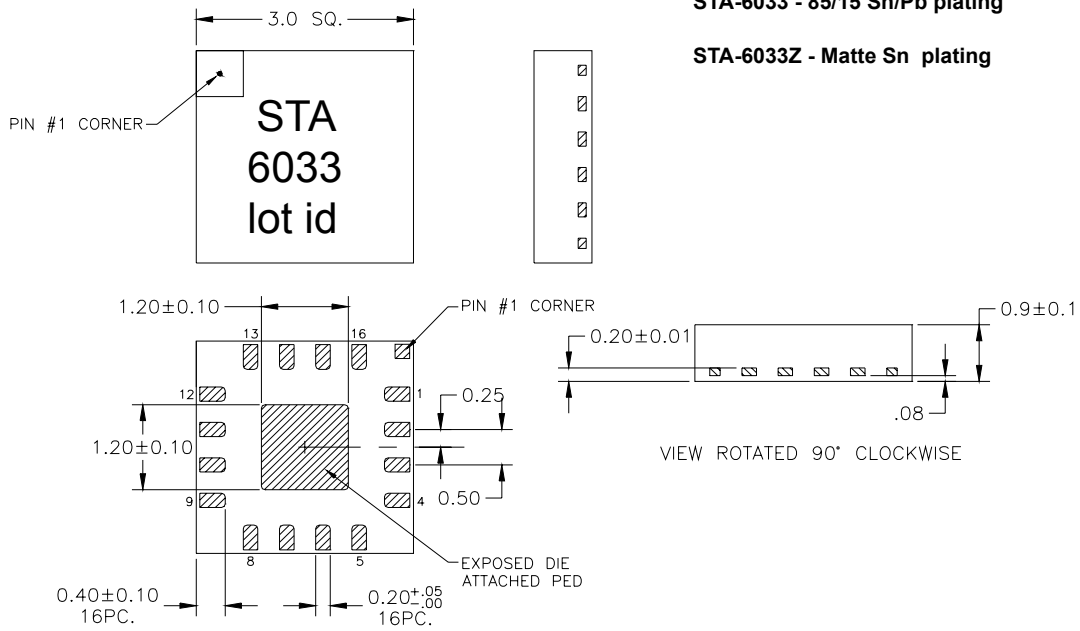 STA-6033 - 85/15 Sn/Pb plating
STA-6033Z - Matte Sn plating
3.0 SQ.
PIN #1 CORNER
STA
6033
lot id
1.20±0.10
PIN #1 CORNER
13
16
12
1
0.25
1.20±0.10
9
4
0.50
8
5
EXPOSED DIE
ATTACHED PED
0.40±0.10
16PC.
0.20+.05
-.00
16PC.
0.20±0.01
0.9±0.1
.08
VIEW ROTATED 90° CLOCKWISE